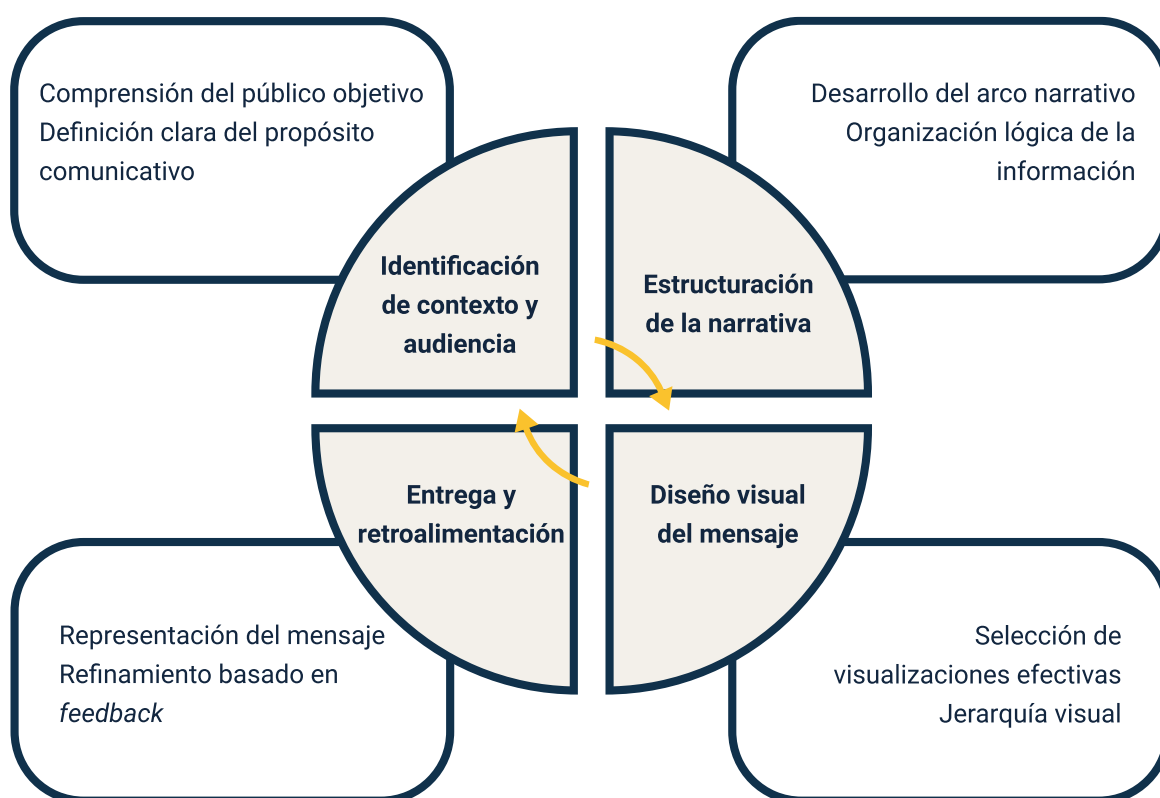 Comprensión del público objetivo
Definición clara del propósito
comunicativo
Desarrollo del arco narrativo
Organización lógica de la
información
Identificación
de contexto y
audiencia
Estructuración
de la narrativa
Entrega y
retroalimentación
Diseño visual
del mensaje
Representación del mensaje
Refinamiento basado en
feedback
Selección de
visualizaciones efectivas
Jerarquía visual